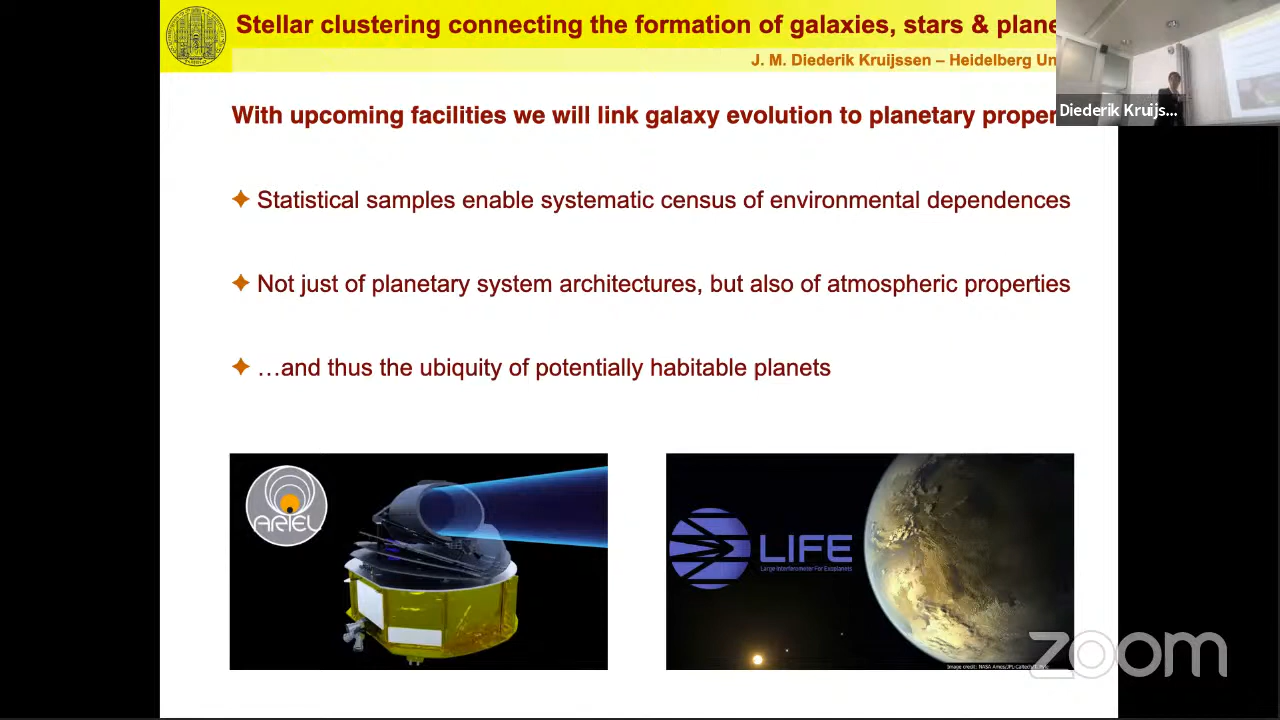 Stellar clustering connecting the formation of galaxies, stars & plane
J. M. Diederik Kruijssen – Heidelberg Un
Diederik Kruijs...
With upcoming facilities we will link galaxy evolution to planetary proper
Statistical samples enable systematic census of environmental dependences
Not just of planetary system architectures, but also of atmospheric properties
…and thus the ubiquity of potentially habitable planets
ARIEL
LIFE
Large Interferometer For Exoplanets
zoom